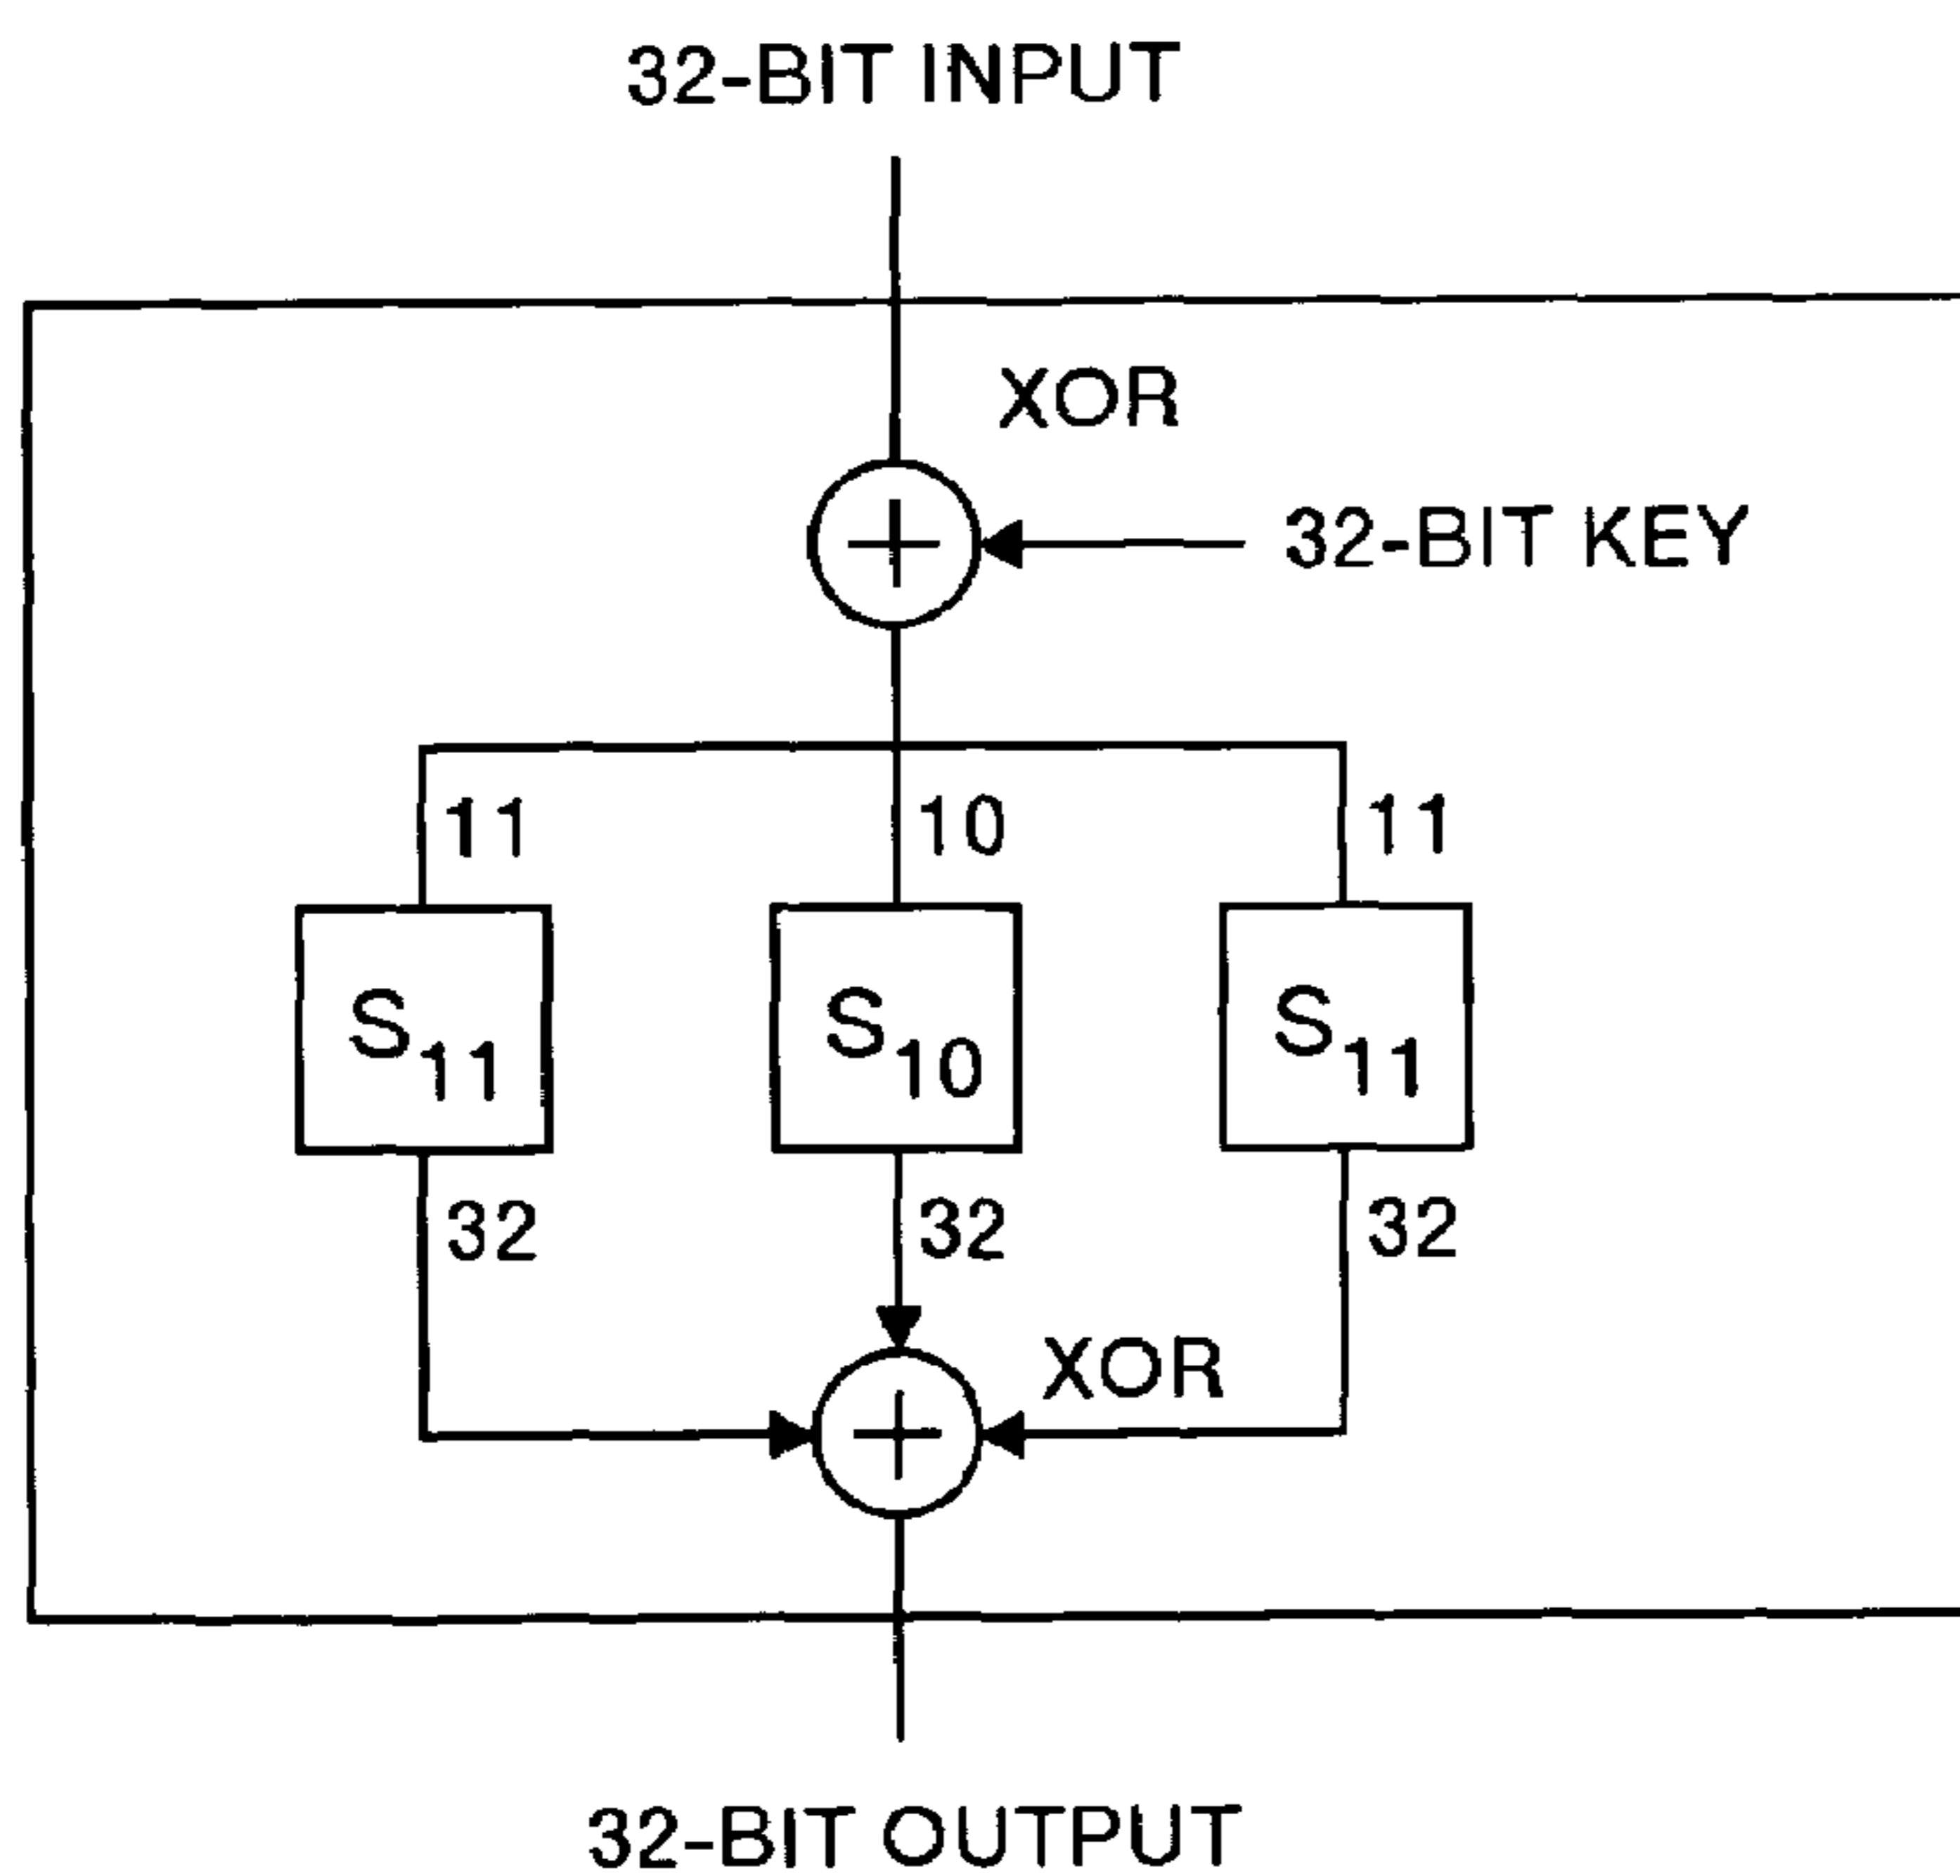 32-BIT INPUT
XOR
32-BIT KEY
11 10 11
S11 S10 S11
32 32 32
XOR
32-BIT OUTPUT